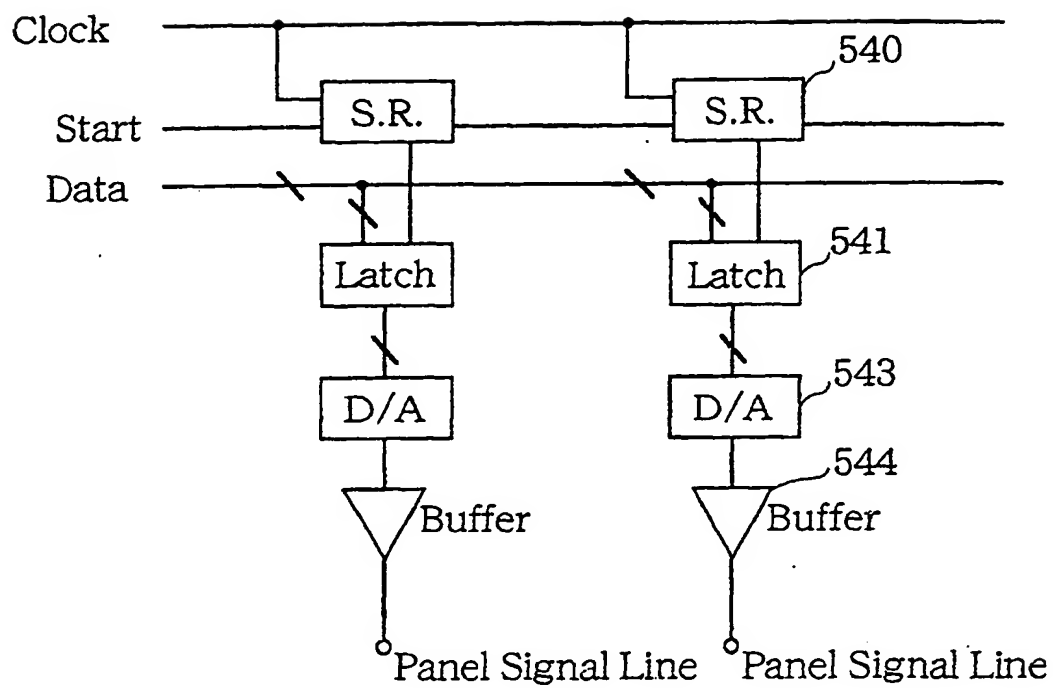 Clock
540
S.R.
S.R.
Start
Data
541
Latch
Latch
543
D/A
D/A
544
Buffer
Buffer
Panel Signal Line
Panel Signal Line